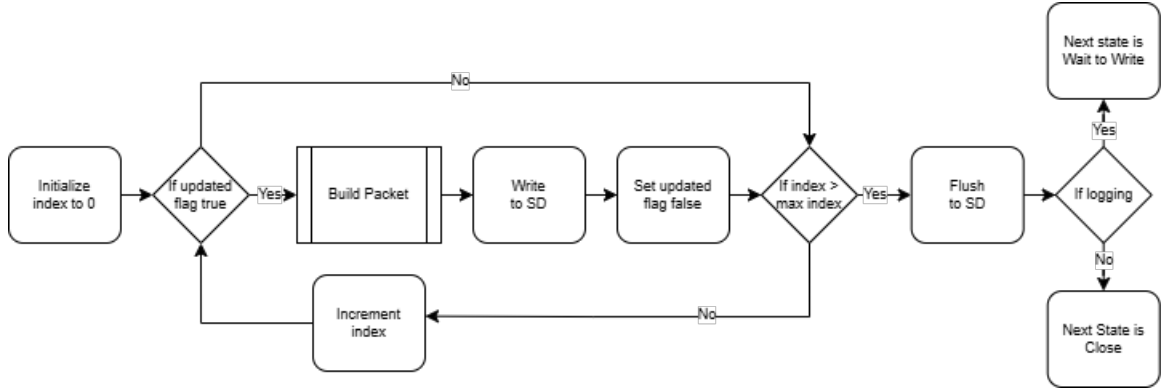 Next state is
Wait to Write
No
Yes
Initialize
index to 0
If updated
flag true
Yes
Build Packet
Write
to SD
Set updated
flag false
If index >
max index
Yes
Flush
to SD
If logging
No
Increment
index
No
Next State is
Close